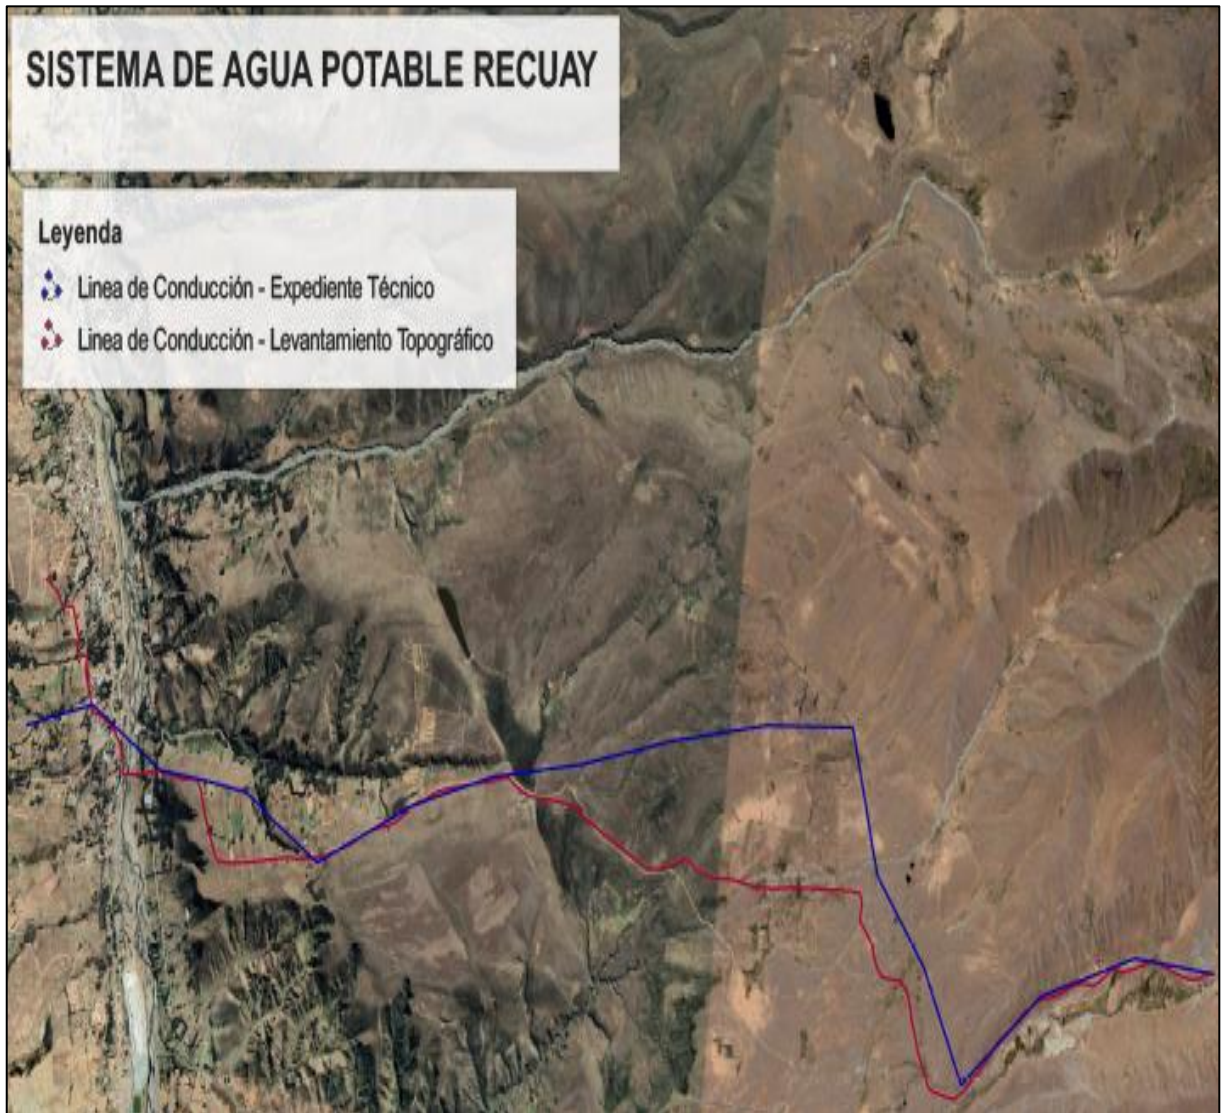 SISTEMA DE AGUA POTABLE RECUAY
Leyenda
Linea de Conducción - Expediente Técnico
Linea de Conducción - Levantamiento Topográfico